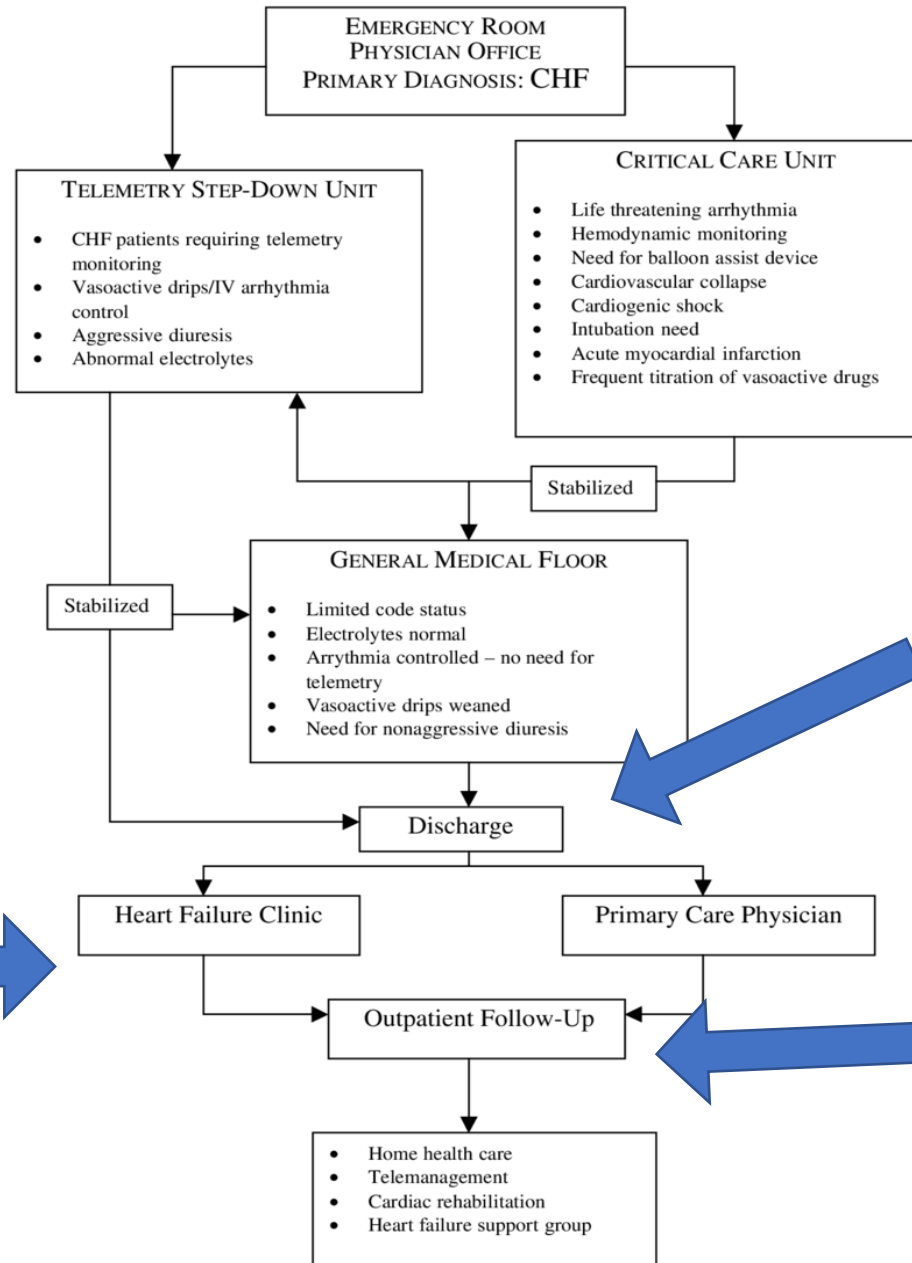 EMERGENCY ROOM
PHYSICIAN OFFICE
PRIMARY DIAGNOSIS: CHF
TELEMETRY STEP-DOWN UNIT
• CHF patients requiring telemetry
monitoring
• Vasoactive drips/IV arrhythmia
control
• Aggressive diuresis
• Abnormal electrolytes
CRITICAL CARE UNIT
• Life threatening arrhythmia
• Hemodynamic monitoring
• Need for balloon assist device
• Cardiovascular collapse
• Cardiogenic shock
• Intubation need
• Acute myocardial infarction
• Frequent titration of vasoactive drugs
Stabilized
GENERAL MEDICAL FLOOR
• Limited code status
• Electrolytes normal
• Arrythmia controlled – no need for
telemetry
• Vasoactive drips weaned
• Need for nonaggressive diuresis
Stabilized
Discharge
Heart Failure Clinic
Primary Care Physician
Outpatient Follow-Up
• Home health care
• Telemanagement
• Cardiac rehabilitation
• Heart failure support group